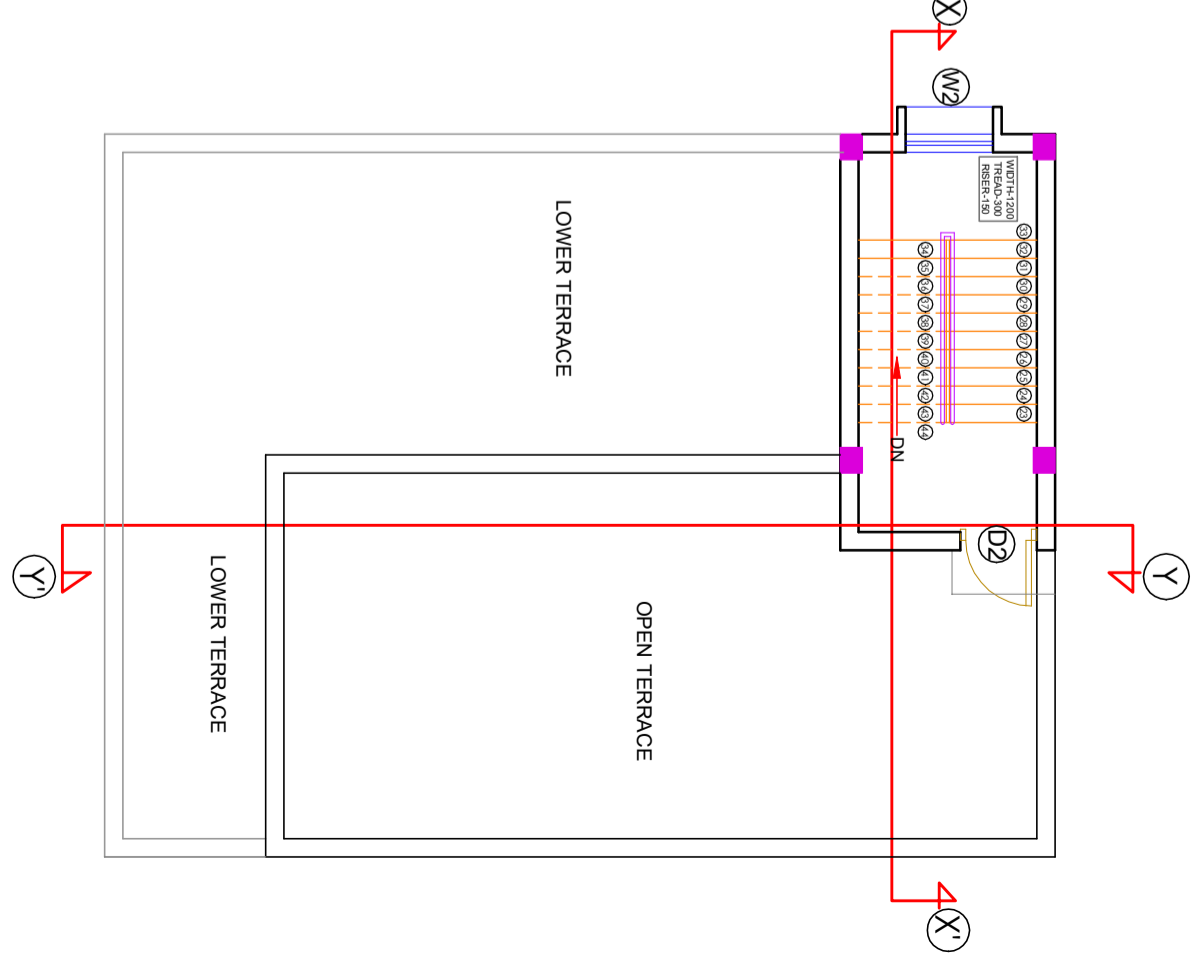 X
W2
WIDTH-1200
TREAD-300
RISER-150
33
32
31
30
29
28
27
26
25
24
23
34
35
36
37
38
39
40
41
42
43
44
DN
LOWER TERRACE
D2
Y
Y'
LOWER TERRACE
OPEN TERRACE
X'